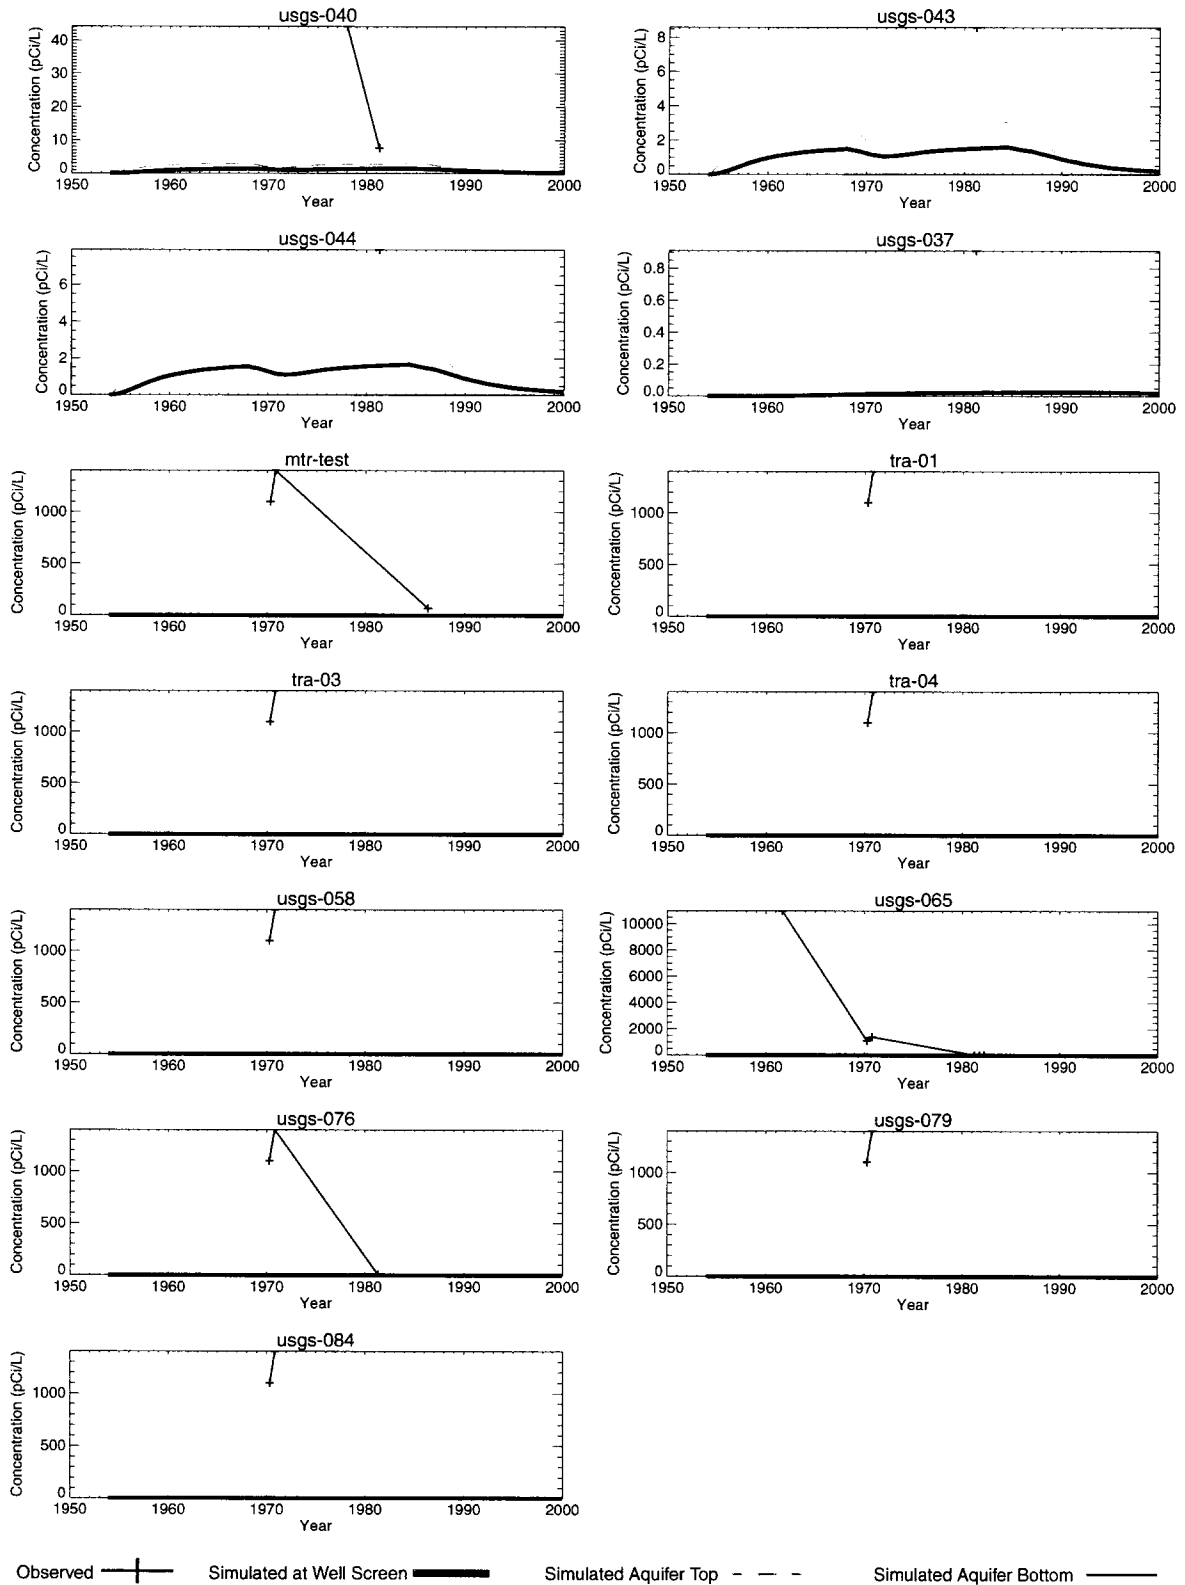 usgs-040
Concentration (pCi/L)
40
30
20
10
0
1950 1960 1970 1980 1990 2000
Year
usgs-043
Concentration (pCi/L)
8
6
4
2
0
1950 1960 1970 1980 1990 2000
Year
usgs-044
Concentration (pCi/L)
6
4
2
0
1950 1960 1970 1980 1990 2000
Year
usgs-037
Concentration (pCi/L)
0.8
0.6
0.4
0.2
0.0
1950 1960 1970 1980 1990 2000
Year
mtr-test
Concentration (pCi/L)
1000
500
0
1950 1960 1970 1980 1990 2000
Year
tra-01
Concentration (pCi/L)
1000
500
0
1950 1960 1970 1980 1990 2000
Year
tra-03
Concentration (pCi/L)
1000
500
0
1950 1960 1970 1980 1990 2000
Year
tra-04
Concentration (pCi/L)
1000
500
0
1950 1960 1970 1980 1990 2000
Year
usgs-058
Concentration (pCi/L)
1000
500
0
1950 1960 1970 1980 1990 2000
Year
usgs-065
Concentration (pCi/L)
10000
8000
6000
4000
2000
0
1950 1960 1970 1980 1990 2000
Year
usgs-076
Concentration (pCi/L)
1000
500
0
1950 1960 1970 1980 1990 2000
Year
usgs-079
Concentration (pCi/L)
1000
500
0
1950 1960 1970 1980 1990 2000
Year
usgs-084
Concentration (pCi/L)
1000
500
0
1950 1960 1970 1980 1990 2000
Year
Observed Simulated at Well Screen Simulated Aquifer Top Simulated Aquifer Bottom